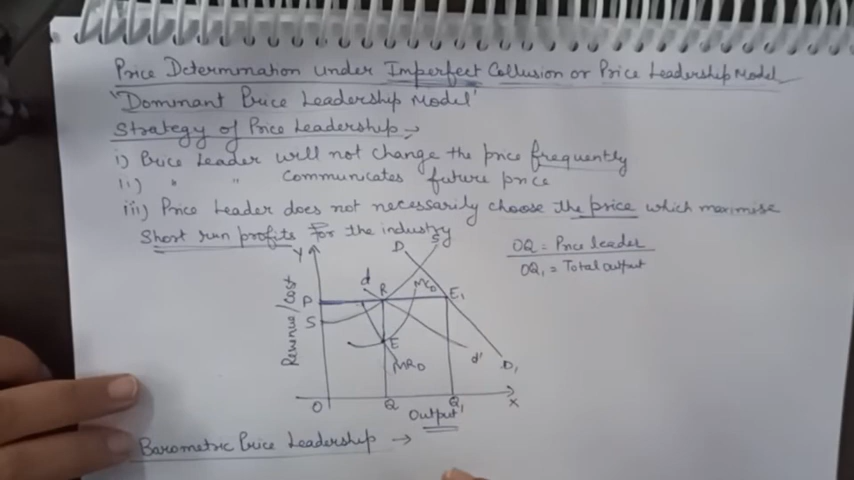 Price Determination under Imperfect Collusion or Price Leadership Model
'Dominant Price Leadership Model'
Strategy of Price Leadership →
i) Price Leader will not change the price frequently
ii) " " communicates future price
iii) Price Leader does not necessarily choose the price which maximise
Short run profits for the industry
OQ = Price leader
OQ1 = Total output
Y
D
S
d
R
MCD
E1
P
S
E
MRD
d'
D1
Revenue/cost
O
Q
Q1
X
Output
Barometric Price Leadership →